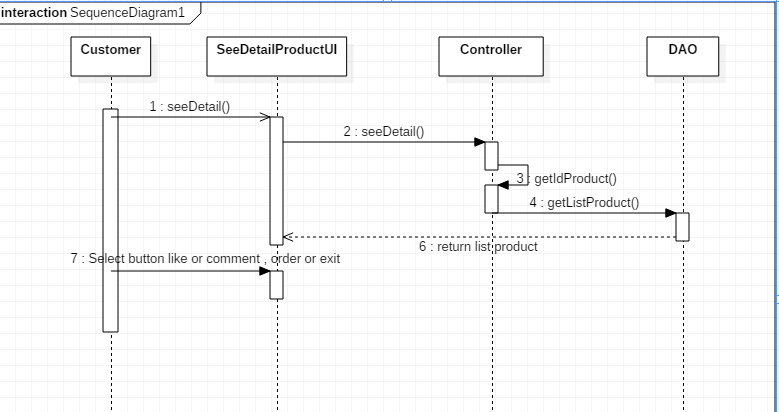 interaction SequenceDiagram1
Customer
SeeDetailProductUI
Controller
DAO
1 : seeDetail()
2 : seeDetail()
3 : getIdProduct()
4 : getListProduct()
6 : return list product
7 : Select button like or comment , order or exit